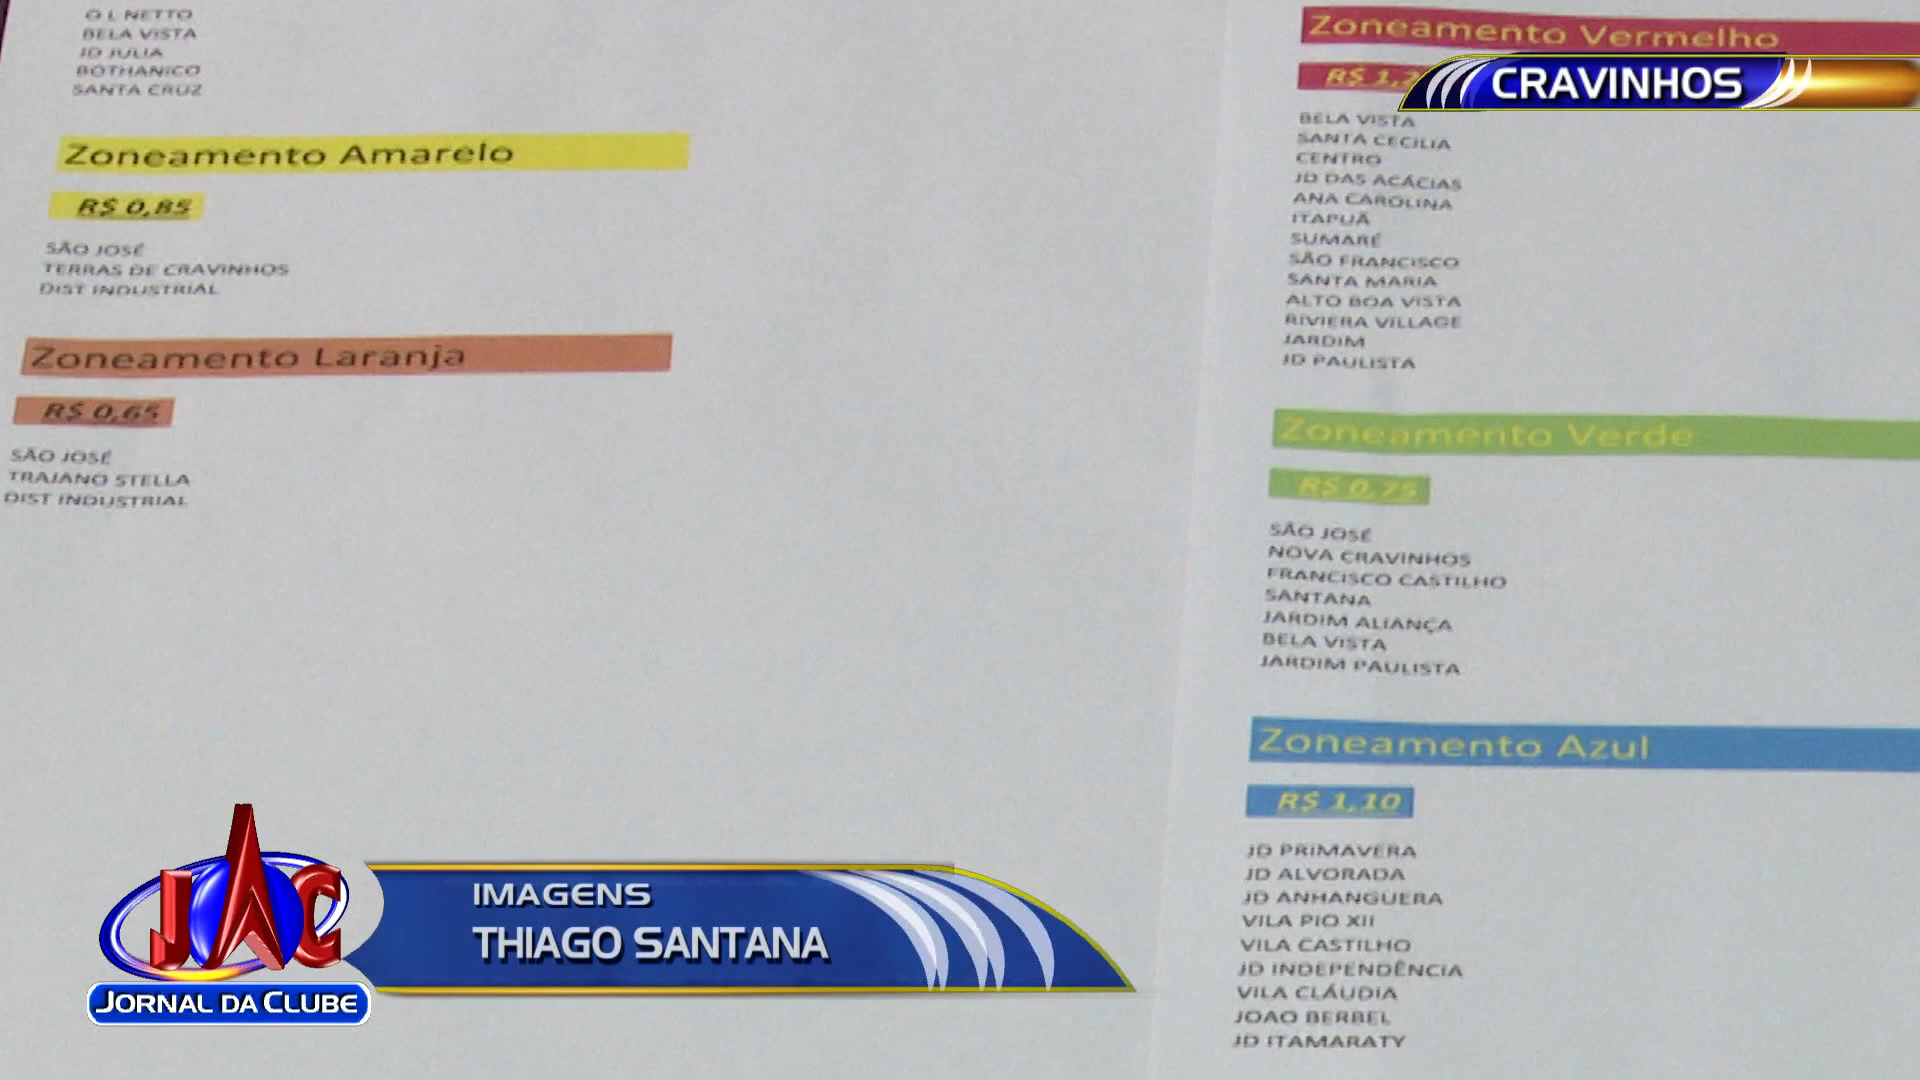 O L NETTO
BELA VISTA
JD JULIA
BOTHANICO
SANTA CRUZ
Zoneamento Amarelo
R$ 0,85
SÃO JOSÉ
TERRAS DE CRAVINHOS
DIST INDUSTRIAL
Zoneamento Laranja
R$ 0,65
SÃO JOSÉ
TRAJANO STELLA
DIST INDUSTRIAL
Zoneamento Vermelho
R$ 1,2
CRAVINHOS
BELA VISTA
SANTA CECILIA
CENTRO
JD DAS ACÁCIAS
ANA CAROLINA
ITAPUÃ
SUMARÉ
SÃO FRANCISCO
SANTA MARIA
ALTO BOA VISTA
RIVIERA VILLAGE
JARDIM
JD PAULISTA
Zoneamento Verde
R$ 0,75
SÃO JOSÉ
NOVA CRAVINHOS
FRANCISCO CASTILHO
SANTANA
JARDIM ALIANÇA
BELA VISTA
JARDIM PAULISTA
Zoneamento Azul
R$ 1,10
JD PRIMAVERA
JD ALVORADA
JD ANHANGUERA
VILA PIO XII
VILA CASTILHO
JD INDEPENDÊNCIA
VILA CLÁUDIA
JOAO BERBEL
JD ITAMARATY
JAC
JORNAL DA CLUBE
IMAGENS
THIAGO SANTANA